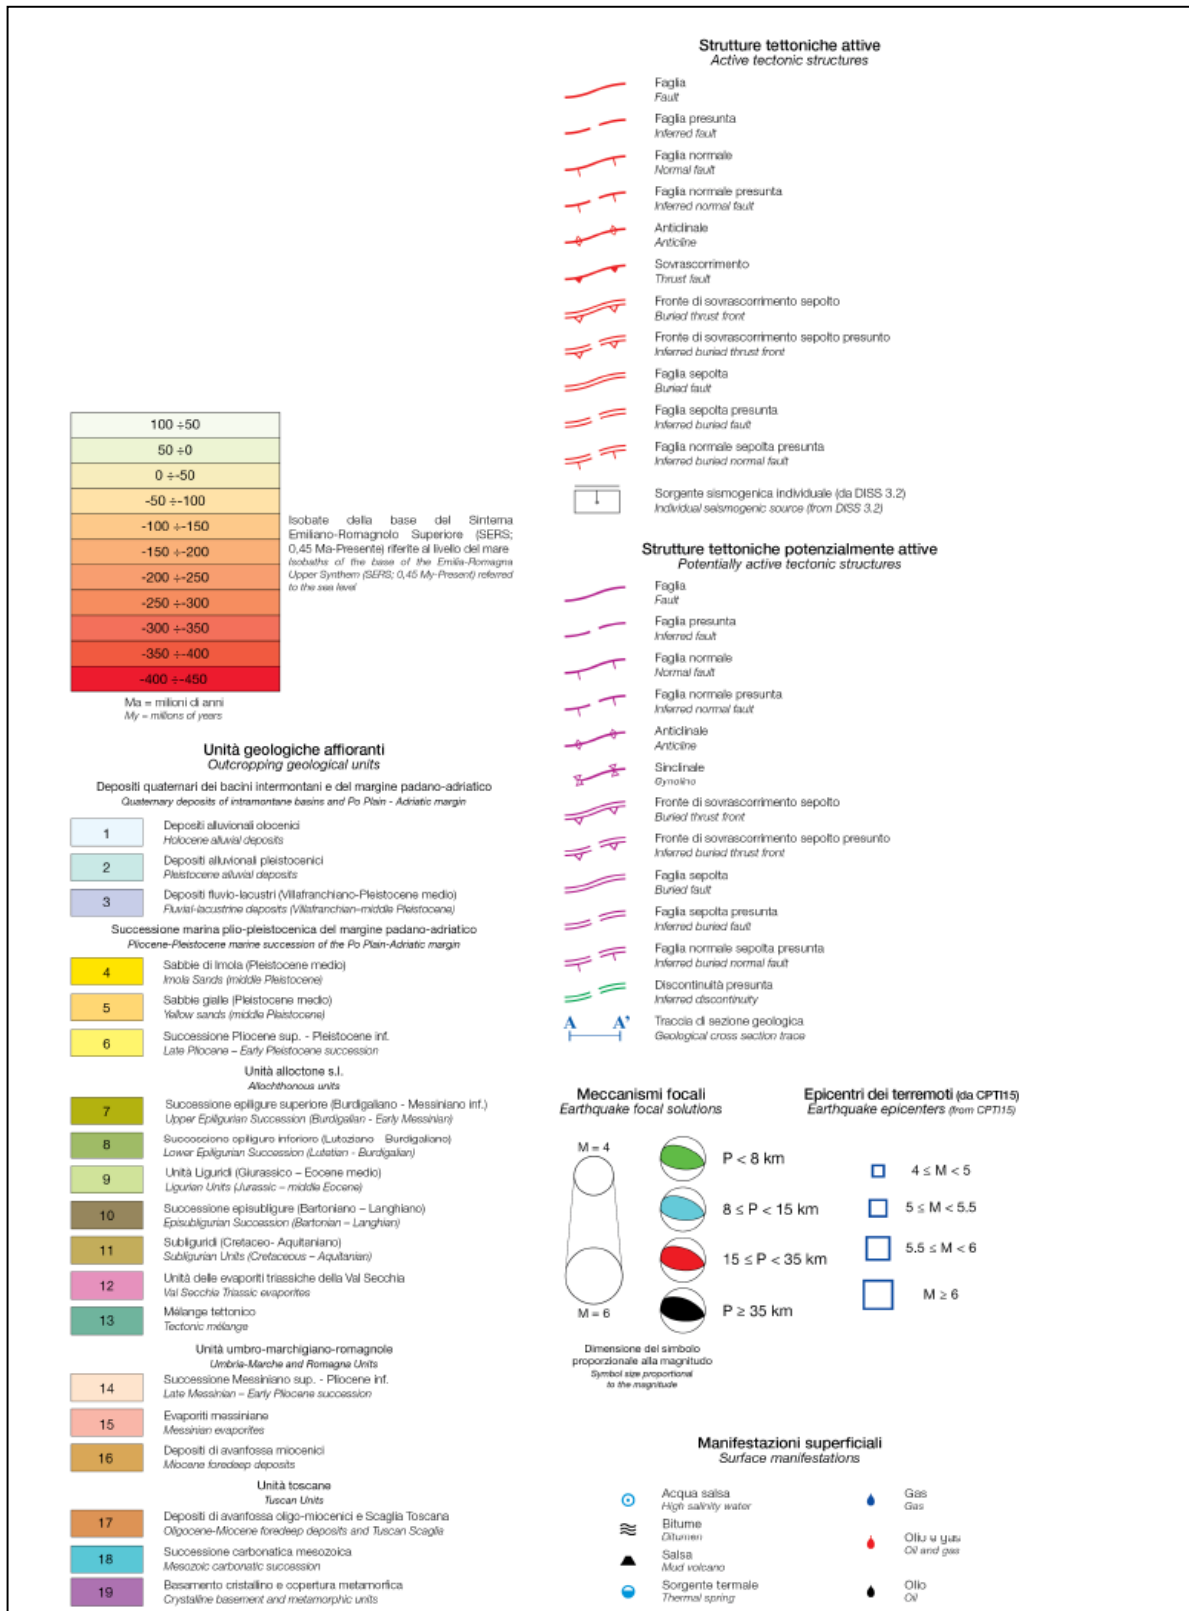 Strutture tettoniche attive
Active tectonic structures
Faglia
Fault
Faglia presunta
Inferred fault
Faglia normale
Normal fault
Faglia normale presunta
Inferred normal fault
Anticlinale
Anticline
Sovrascorrimento
Thrust fault
Fronte di sovrascorrimento sepolto
Buried thrust front
Fronte di sovrascorrimento sepolto presunto
Inferred buried thrust front
Faglia sepolta
Buried fault
Faglia sepolta presunta
Inferred buried fault
Faglia normale sepolta presunta
Inferred buried normal fault
Sorgente sismogenica individuale (da DISS 3.2)
Individual seismogenic source (from DISS 3.2)
100 ÷50
50 ÷0
0 ÷-50
-50 ÷-100
-100 ÷-150
-150 ÷-200
-200 ÷-250
-250 ÷-300
-300 ÷-350
-350 ÷-400
-400 ÷-450
Isobate della base del Sintema
Emiliano-Romagnolo Superiore (SERS;
0,45 Ma-Presente) riferite al livello del mare
Isobaths of the base of the Emilia-Romagna
Upper Synthem (SERS; 0,45 My-Present) referred
to the sea level
Ma = milioni di anni
My = millions of years
Strutture tettoniche potenzialmente attive
Potentially active tectonic structures
Faglia
Fault
Faglia presunta
Inferred fault
Faglia normale
Normal fault
Faglia normale presunta
Inferred normal fault
Anticlinale
Anticline
Sinclinale
Fronte di sovrascorrimento sepolto
Buried thrust front
Fronte di sovrascorrimento sepolto presunto
Inferred buried thrust front
Faglia sepolta
Buried fault
Faglia sepolta presunta
Inferred buried fault
Faglia normale sepolta presunta
Inferred buried normal fault
Discontinuità presunta
Inferred discontinuity
A A'
Traccia di sezione geologica
Geological cross section trace
Unità geologiche affioranti
Outcropping geological units
Depositi quaternari dei bacini intermontani e del margine padano-adriatico
Quaternary deposits of intramontane basins and Po Plain - Adriatic margin
1
Depositi alluvionali olocenici
Holocene alluvial deposits
2
Depositi alluvionali pleistocenici
Pleistocene alluvial deposits
3
Depositi fluvio-lacustri (Villafranchiano-Pleistocene medio)
Fluvial-lacustrine deposits (Villafranchian–middle Pleistocene)
Successione marina plio-pleistocenica del margine padano-adriatico
Pliocene-Pleistocene marine succession of the Po Plain-Adriatic margin
4
Sabbie di Imola (Pleistocene medio)
Imola Sands (middle Pleistocene)
5
Sabbie gialle (Pleistocene medio)
Yellow sands (middle Pleistocene)
6
Successione Pliocene sup. - Pleistocene inf.
Late Pliocene – Early Pleistocene succession
Unità alloctone s.l.
Allochthonous units
7
Successione epiligure superiore (Burdigaliano - Messiniano inf.)
Upper Epiligurian Succession (Burdigalian - Early Messinian)
8
Successione epiligure inferiore (Luteziano Burdigaliano)
Lower Epiligurian Succession (Lutetian - Burdigalian)
9
Unità Liguridi (Giurassico – Eocene medio)
Ligurian Units (Jurassic – middle Eocene)
10
Successione episubligure (Bartoniano – Langhiano)
Episubligurian Succession (Bartonian – Langhian)
11
Subliguridi (Cretaceo- Aquitaniano)
Subligurian Units (Cretaceous – Aquitanian)
12
Unità delle evaporiti triassiche della Val Secchia
Val Secchia Triassic evaporites
13
Mélange tettonico
Tectonic mélange
Unità umbro-marchigiano-romagnole
Umbria-Marche and Romagna Units
14
Successione Messiniano sup. - Pliocene inf.
Late Messinian – Early Pliocene succession
15
Evaporiti messiniane
Messinian evaporites
16
Depositi di avanfossa miocenici
Miocene foredeep deposits
Unità toscane
Tuscan Units
17
Depositi di avanfossa oligo-miocenici e Scaglia Toscana
Oligocene-Miocene foredeep deposits and Tuscan Scaglia
18
Successione carbonatica mesozoica
Mesozoic carbonatic succession
19
Basamento cristallino e copertura metamorfica
Crystalline basement and metamorphic units
Meccanismi focali
Earthquake focal solutions
M = 4
M = 6
P < 8 km
8 ≤ P < 15 km
15 ≤ P < 35 km
P ≥ 35 km
Dimensione del simbolo
proporzionale alla magnitudo
Symbol size proportional
to the magnitude
Epicentri dei terremoti (da CPTI15)
Earthquake epicenters (from CPTI15)
4 ≤ M < 5
5 ≤ M < 5.5
5.5 ≤ M < 6
M ≥ 6
Manifestazioni superficiali
Surface manifestations
Acqua salsa
High salinity water
Bitume
Bitumen
Salsa
Mud volcano
Sorgente termale
Thermal spring
Gas
Gas
Olio e gas
Oil and gas
Olio
Oil